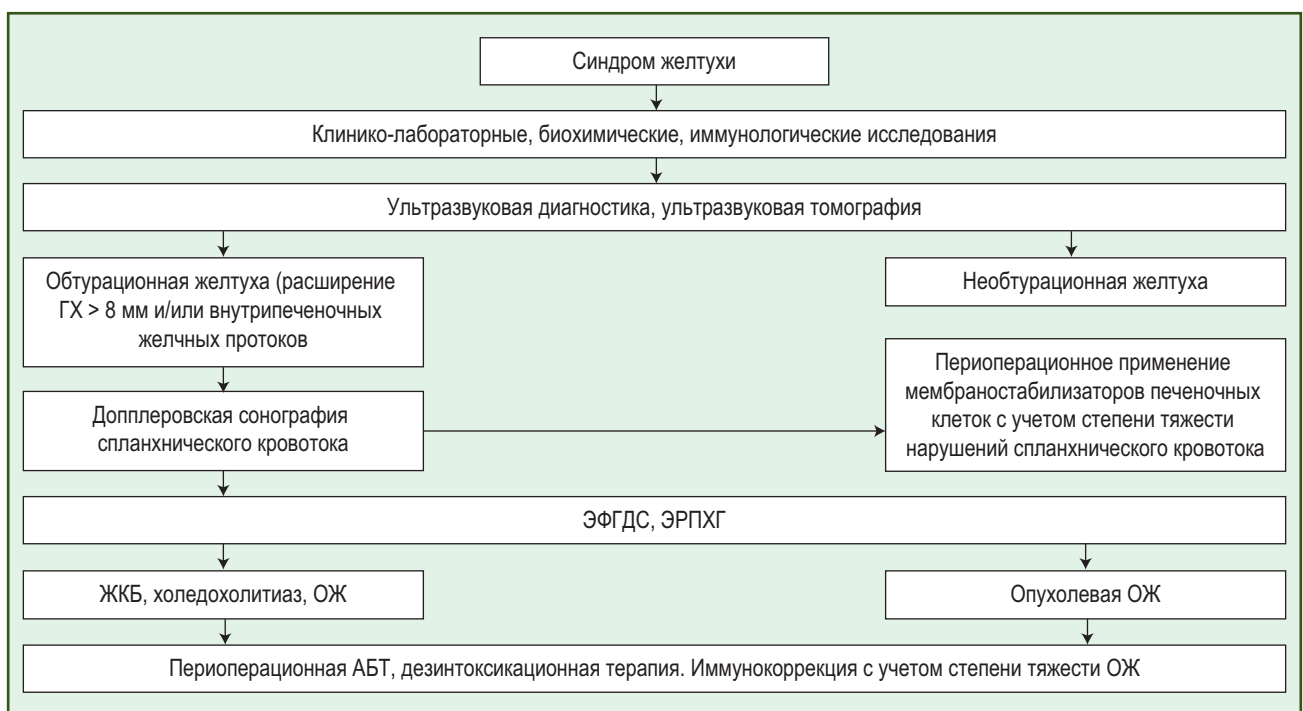 Синдром желтухи
Клинико-лабораторные, биохимические, иммунологические исследования
Ультразвуковая диагностика, ультразвуковая томография
Обтурационная желтуха (расширение
ГХ > 8 мм и/или внутрипеченочных
желчных протоков
Необтурационная желтуха
Допплеровская сонография
спланхнического кровотока
Периоперационное применение
мембраностабилизаторов печеночных
клеток с учетом степени тяжести
нарушений спланхнического кровотока
ЭФГДС, ЭРПХГ
ЖКБ, холедохолитиаз, ОЖ
Опухолевая ОЖ
Периоперационная АБТ, дезинтоксикационная терапия. Иммунокоррекция с учетом степени тяжести ОЖ